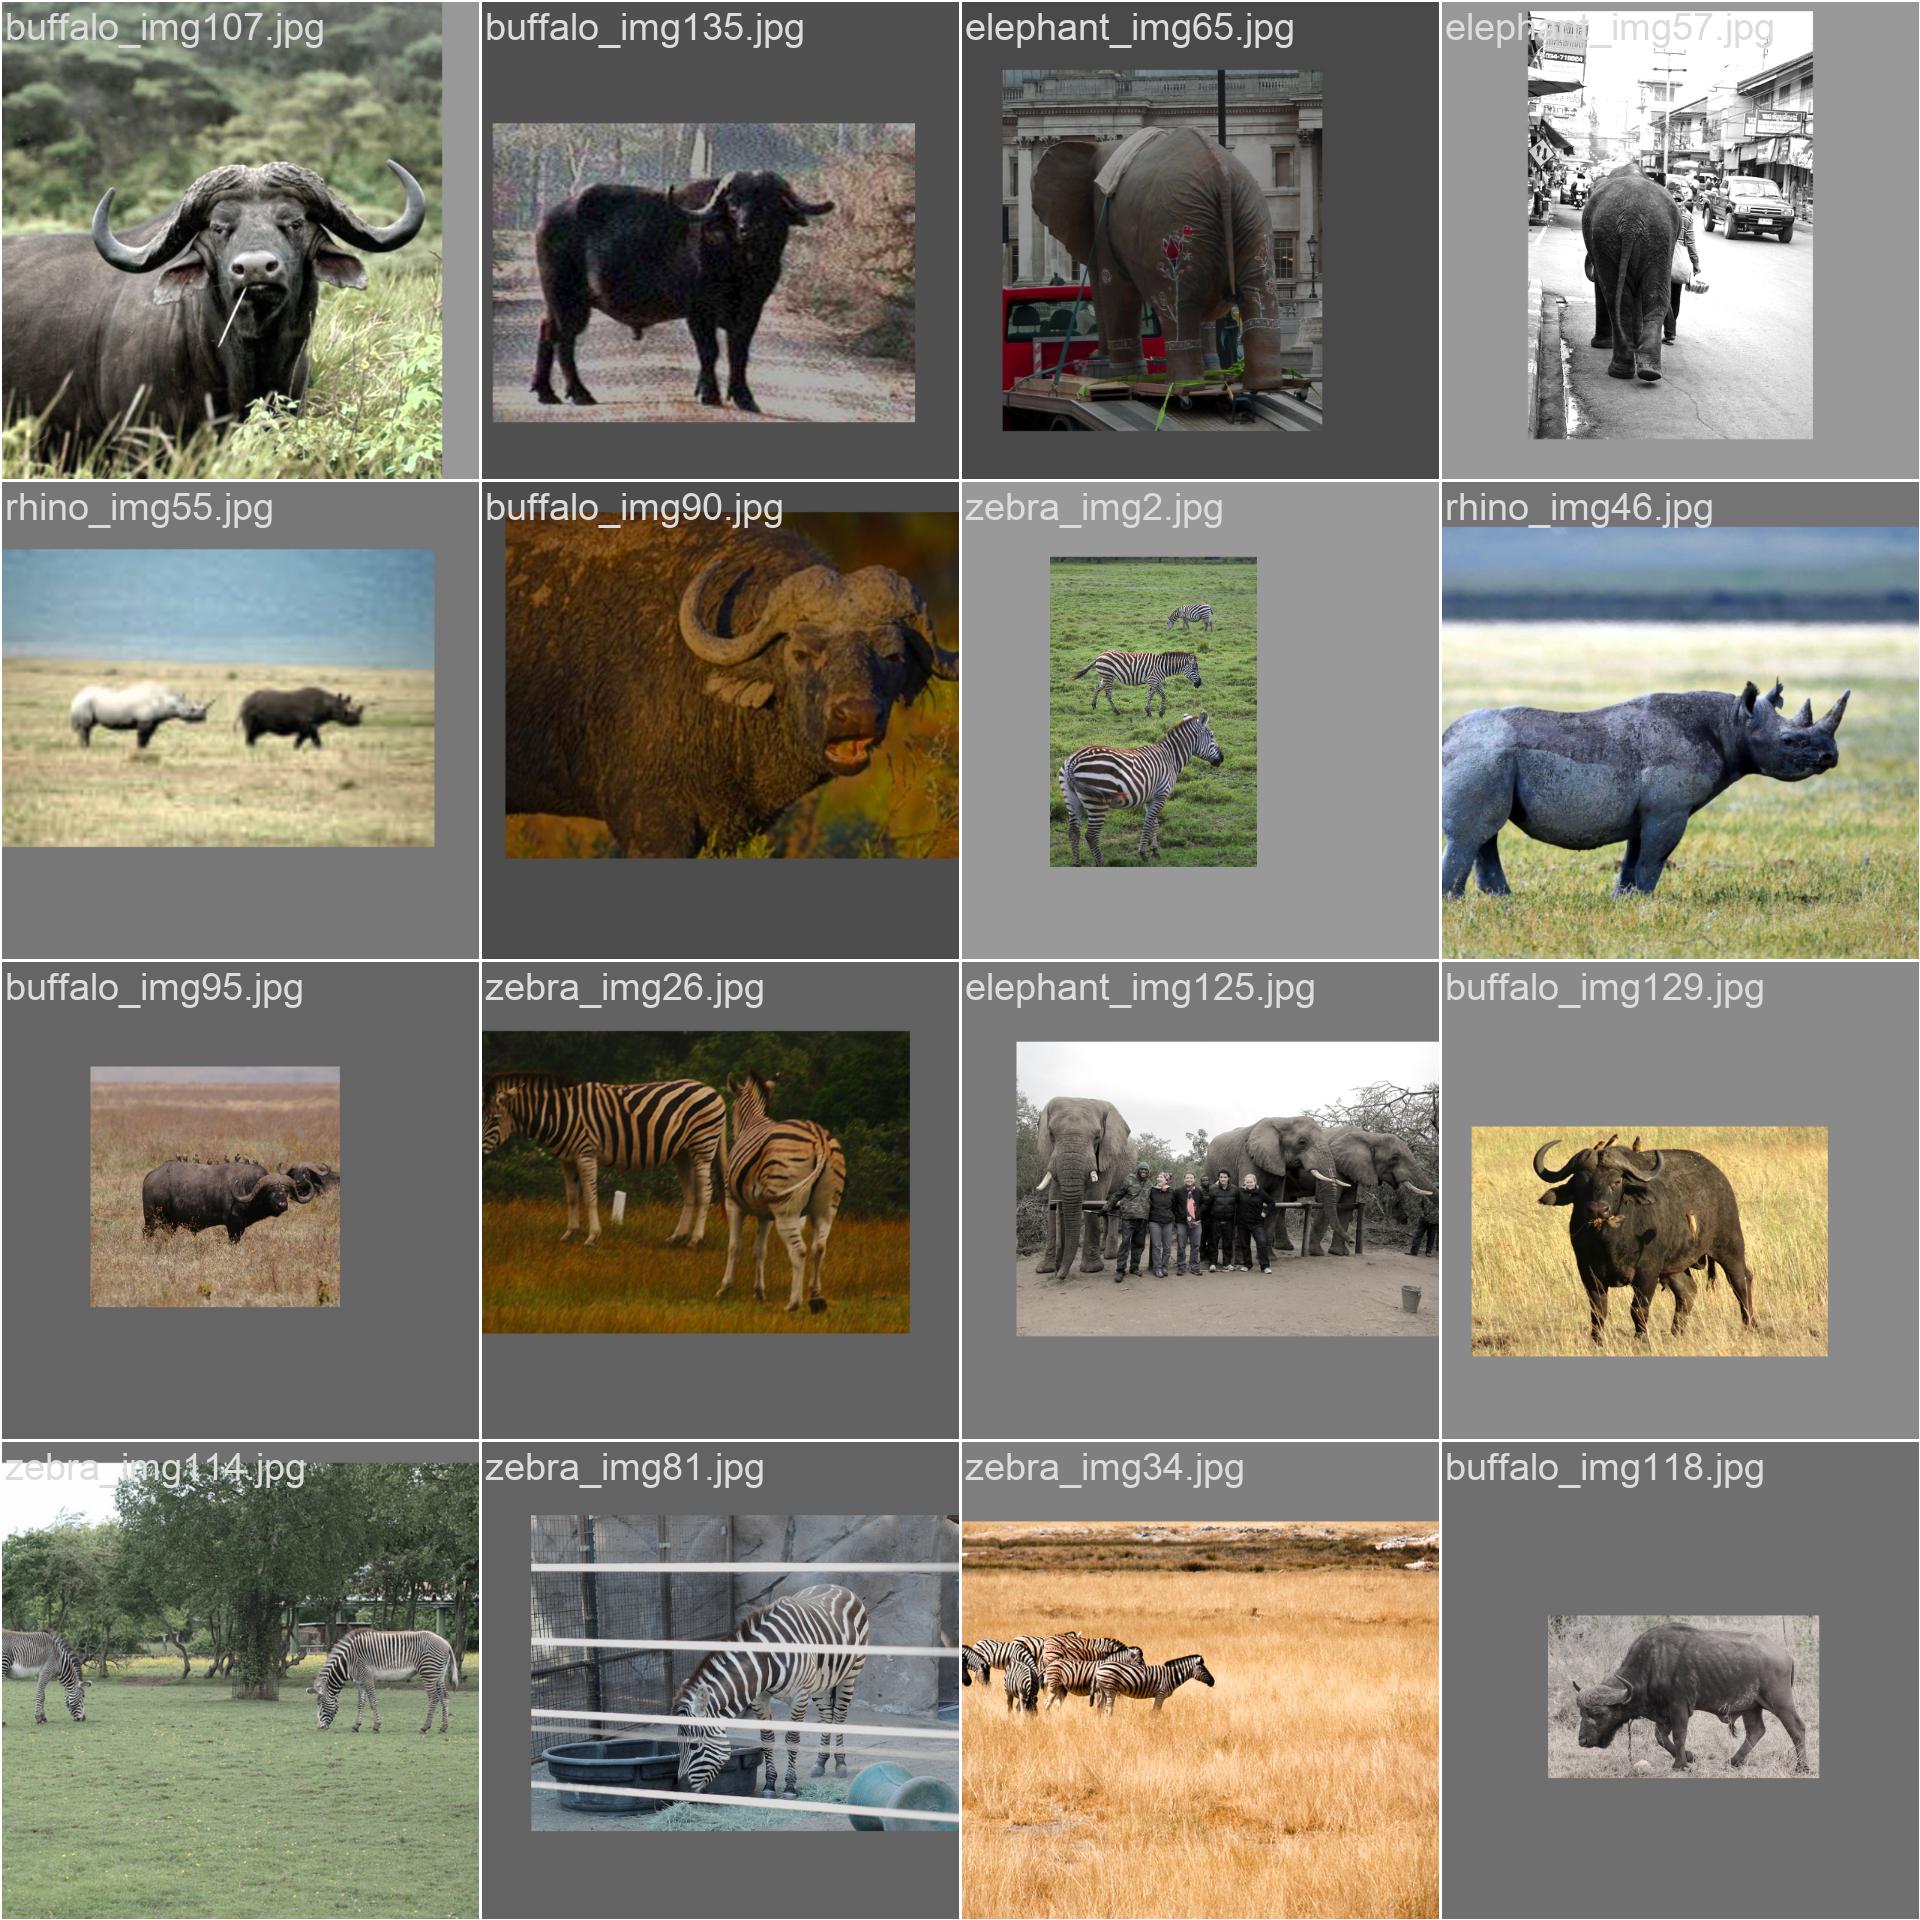 buffalo_img107.jpg
buffalo_img135.jpg
elephant_img65.jpg
elephant_img57.jpg
rhino_img55.jpg
buffalo_img90.jpg
zebra_img2.jpg
rhino_img46.jpg
buffalo_img95.jpg
zebra_img26.jpg
elephant_img125.jpg
buffalo_img129.jpg
zebra_img114.jpg
zebra_img81.jpg
zebra_img34.jpg
buffalo_img118.jpg